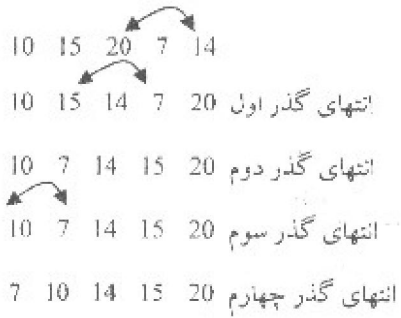 10 15 20 7 14
10 15 14 7 20 انتهای گذر اول
10 7 14 15 20 انتهای گذر دوم
10 7 14 15 20 انتهای گذر سوم
7 10 14 15 20 انتهای گذر چهارم